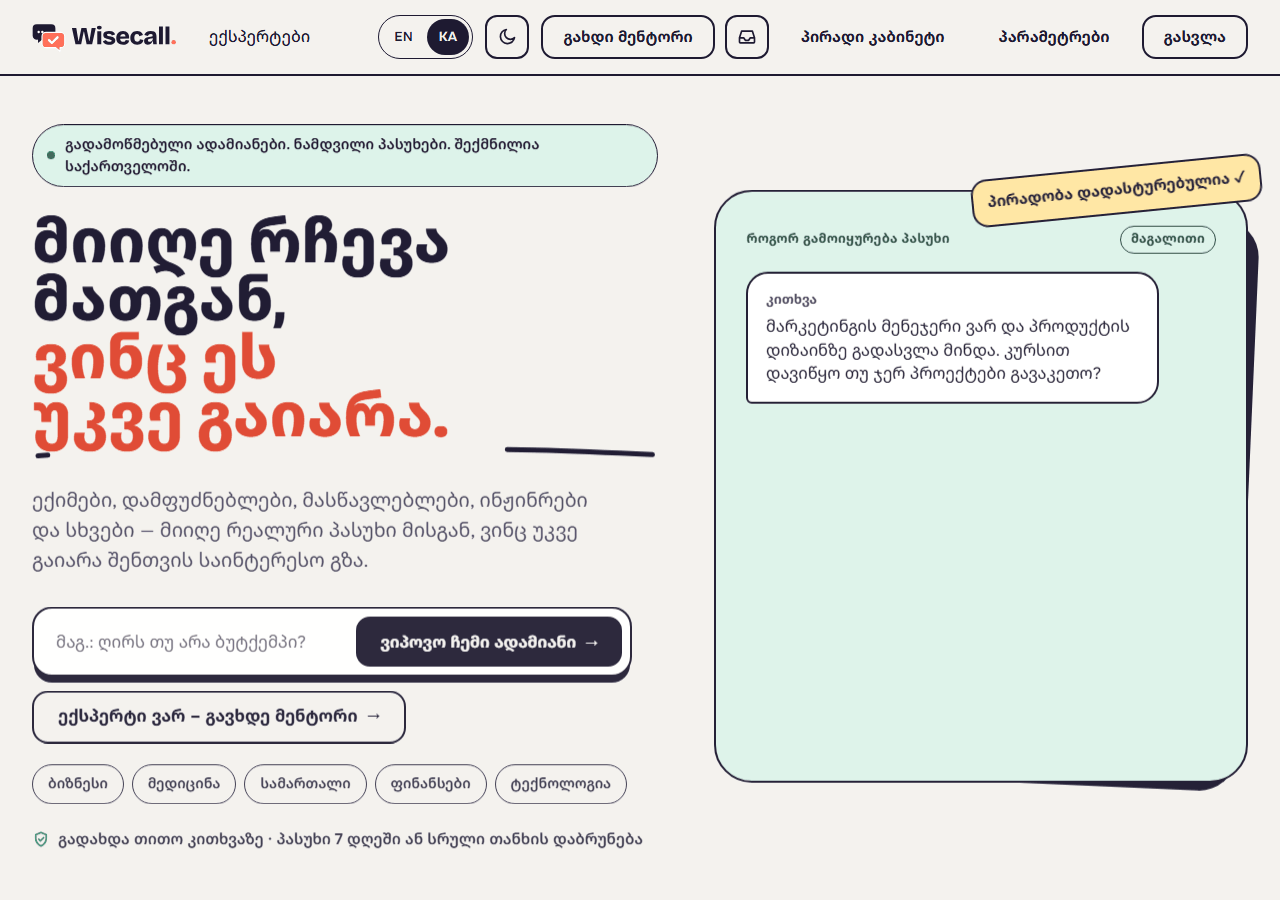 Wisecall.
ექსპერტები
EN
KA
გახდი მენტორი
პირადი კაბინეტი
პარამეტრები
გასვლა
გადამოწმებული ადამიანები. ნამდვილი პასუხები. შექმნილია
საქართველოში.
მიიღე რჩევა
მათგან,
ვინც ეს
უკვე გაიარა.
ექიმები, დამფუძნებლები, მასწავლებლები, ინჟინრები
და სხვები — მიიღე რეალური პასუხი მისგან, ვინც უკვე
გაიარა შენთვის საინტერესო გზა.
მაგ.: ღირს თუ არა ბუტქემპი?
ვიპოვო ჩემი ადამიანი →
ექსპერტი ვარ – გავხდე მენტორი →
ბიზნესი
მედიცინა
სამართალი
ფინანსები
ტექნოლოგია
გადახდა თითო კითხვაზე · პასუხი 7 დღეში ან სრული თანხის დაბრუნება
პირადობა დადასტურებულია ✓
როგორ გამოიყურება პასუხი
მაგალითი
კითხვა
მარკეტინგის მენეჯერი ვარ და პროდუქტის
დიზაინზე გადასვლა მინდა. კურსით
დავიწყო თუ ჯერ პროექტები გავაკეთო?